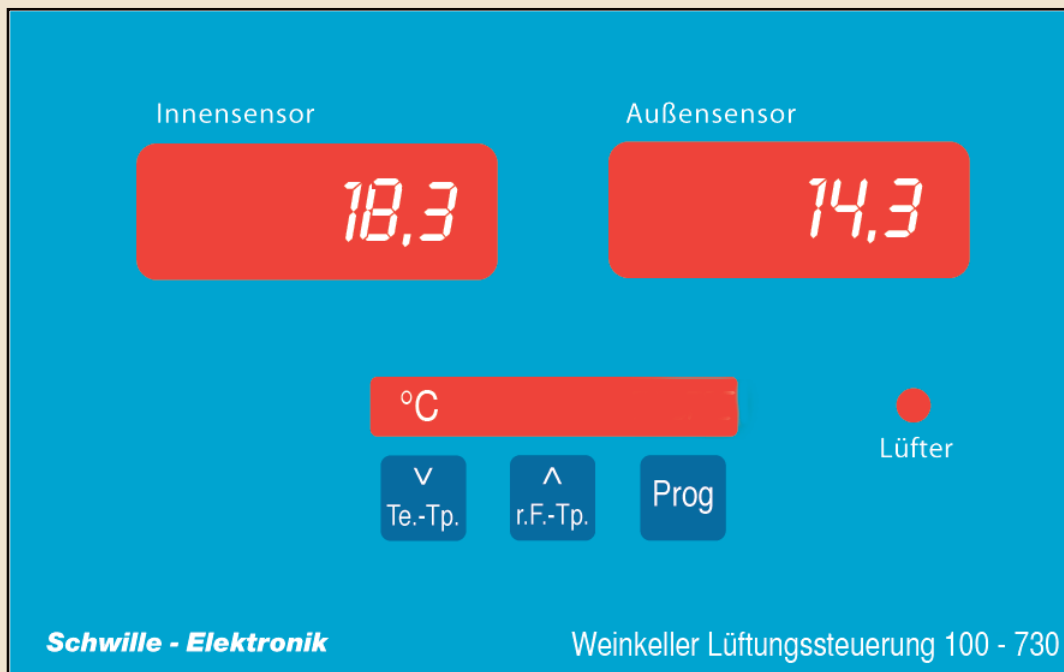 Innensensor
Außensensor
18,3
14,3
°C
Lüfter
˅
Te.-Tp.
˄
r.F.-Tp.
Prog
Schwille - Elektronik
Weinkeller Lüftungssteuerung 100 - 730